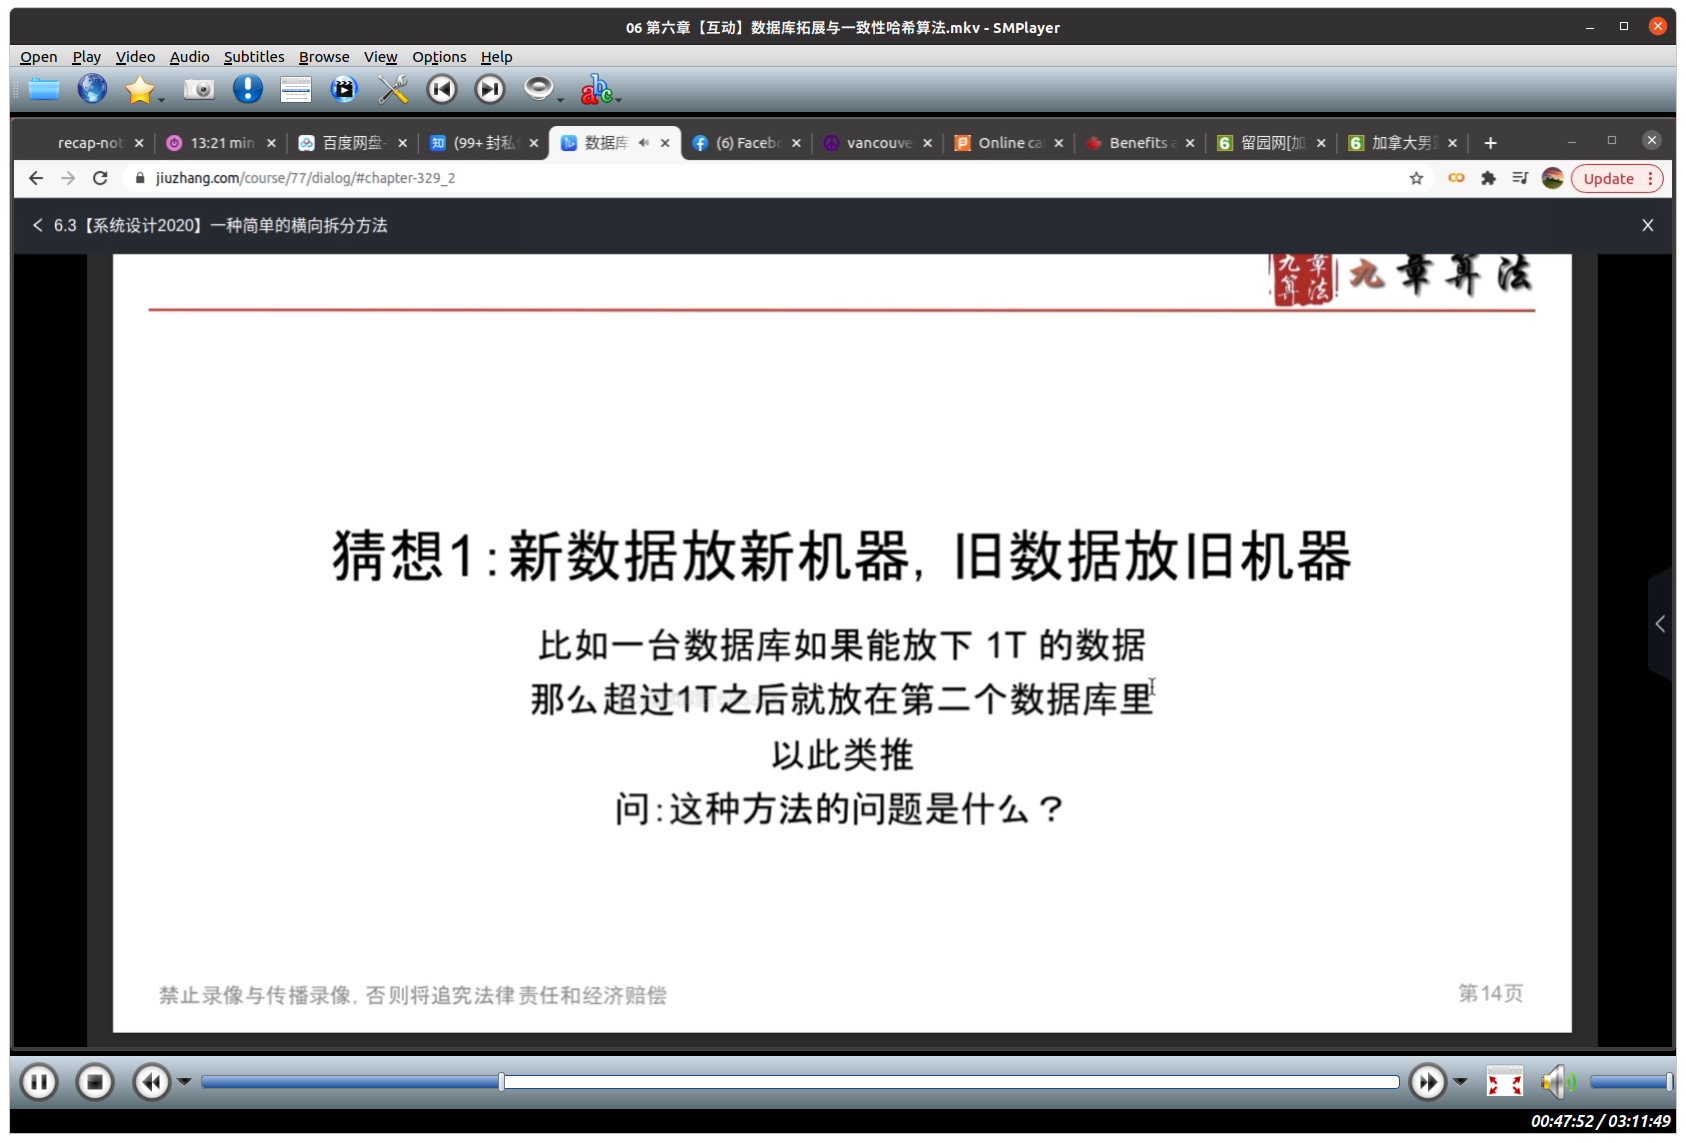 06 第六章【互动】数据库拓展与一致性哈希算法.mkv - SMPlayer
Open Play Video Audio Subtitles Browse View Options Help
abc
recap-not 13:21 min 百度网盘- 知 (99+ 封私 数据库 (6) Facebo vancouve Online ca Benefits a 6 留园网[加 6 加拿大男
jiuzhang.com/course/77/dialog/#chapter-329_2 Update
6.3【系统设计2020】一种简单的横向拆分方法
九章算法 九章算法
猜想1:新数据放新机器, 旧数据放旧机器
比如一台数据库如果能放下 1T 的数据
那么超过1T之后就放在第二个数据库里
以此类推
问:这种方法的问题是什么？
禁止录像与传播录像, 否则将追究法律责任和经济赔偿
第14页
00:47:52 / 03:11:49